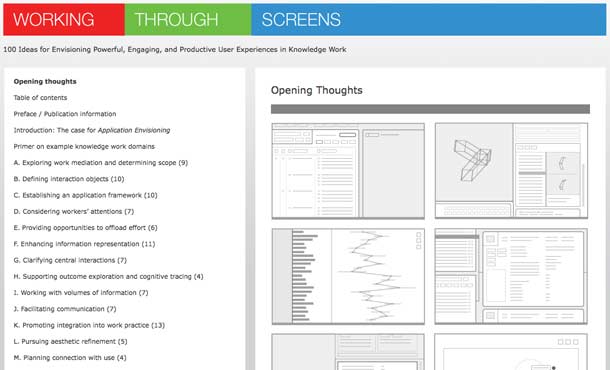 WORKING THROUGH SCREENS
100 Ideas for Envisioning Powerful, Engaging, and Productive User Experiences in Knowledge Work
Opening thoughts
Table of contents
Preface / Publication information
Introduction: The case for Application Envisioning
Primer on example knowledge work domains
A. Exploring work mediation and determining scope (9)
B. Defining interaction objects (10)
C. Establishing an application framework (10)
D. Considering workers' attentions (7)
E. Providing opportunities to offload effort (6)
F. Enhancing information representation (11)
G. Clarifying central interactions (7)
H. Supporting outcome exploration and cognitive tracing (4)
I. Working with volumes of information (7)
J. Facilitating communication (7)
K. Promoting integration into work practice (13)
L. Pursuing aesthetic refinement (5)
M. Planning connection with use (4)
Opening Thoughts